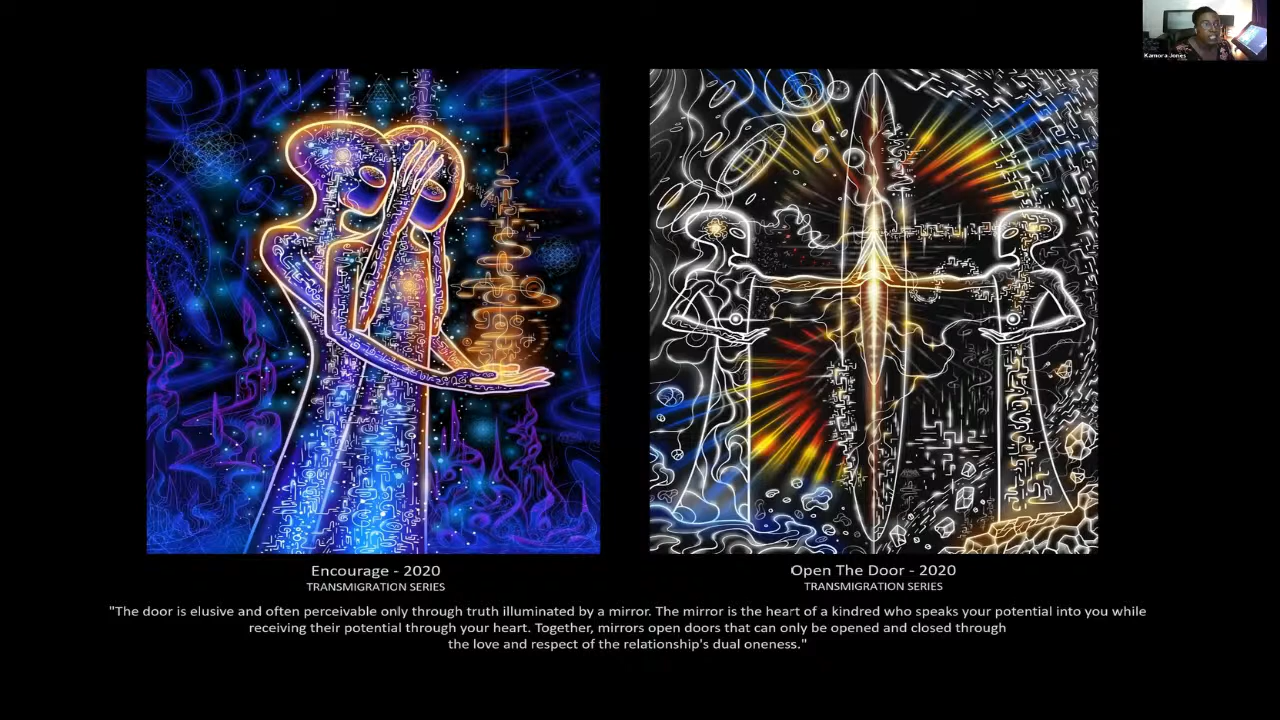 Kamora Jones
Encourage - 2020
TRANSMIGRATION SERIES
Open The Door - 2020
TRANSMIGRATION SERIES
"The door is elusive and often perceivable only through truth illuminated by a mirror. The mirror is the heart of a kindred who speaks your potential into you while
receiving their potential through your heart. Together, mirrors open doors that can only be opened and closed through
the love and respect of the relationship's dual oneness."